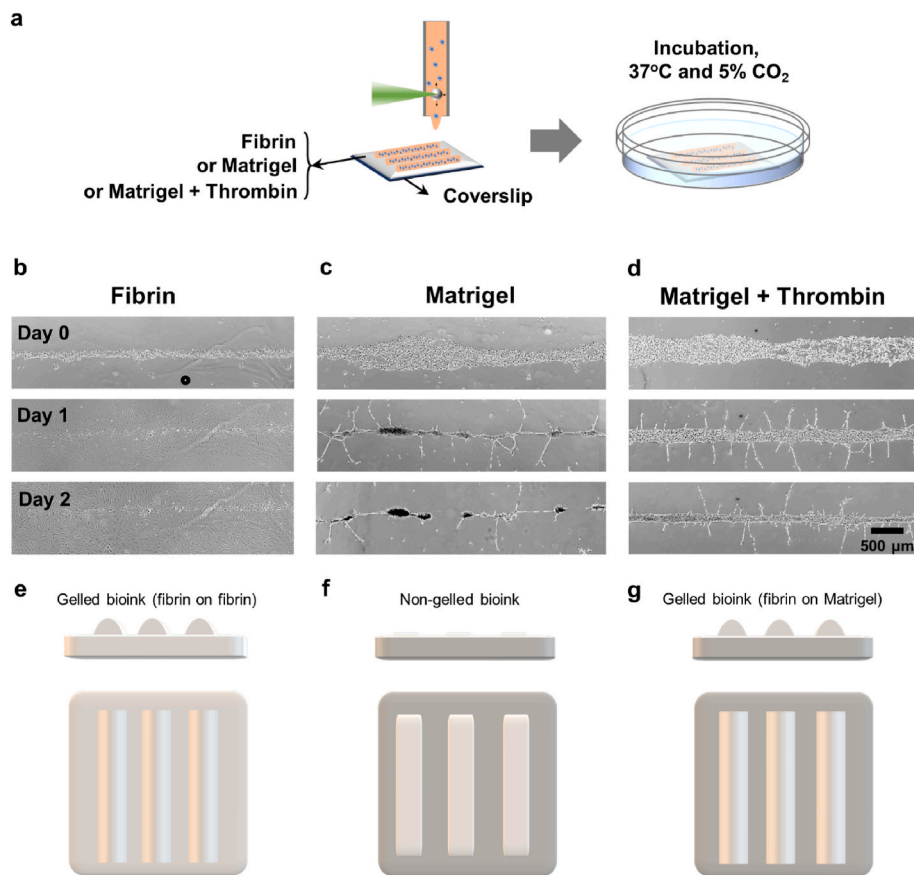 a
Incubation,
37°C and 5% CO₂
Fibrin
or Matrigel
or Matrigel + Thrombin
Coverslip
b
Fibrin
c
Matrigel
d
Matrigel + Thrombin
Day 0
Day 1
Day 2
500 µm
e
Gelled bioink (fibrin on fibrin)
f
Non-gelled bioink
g
Gelled bioink (fibrin on Matrigel)